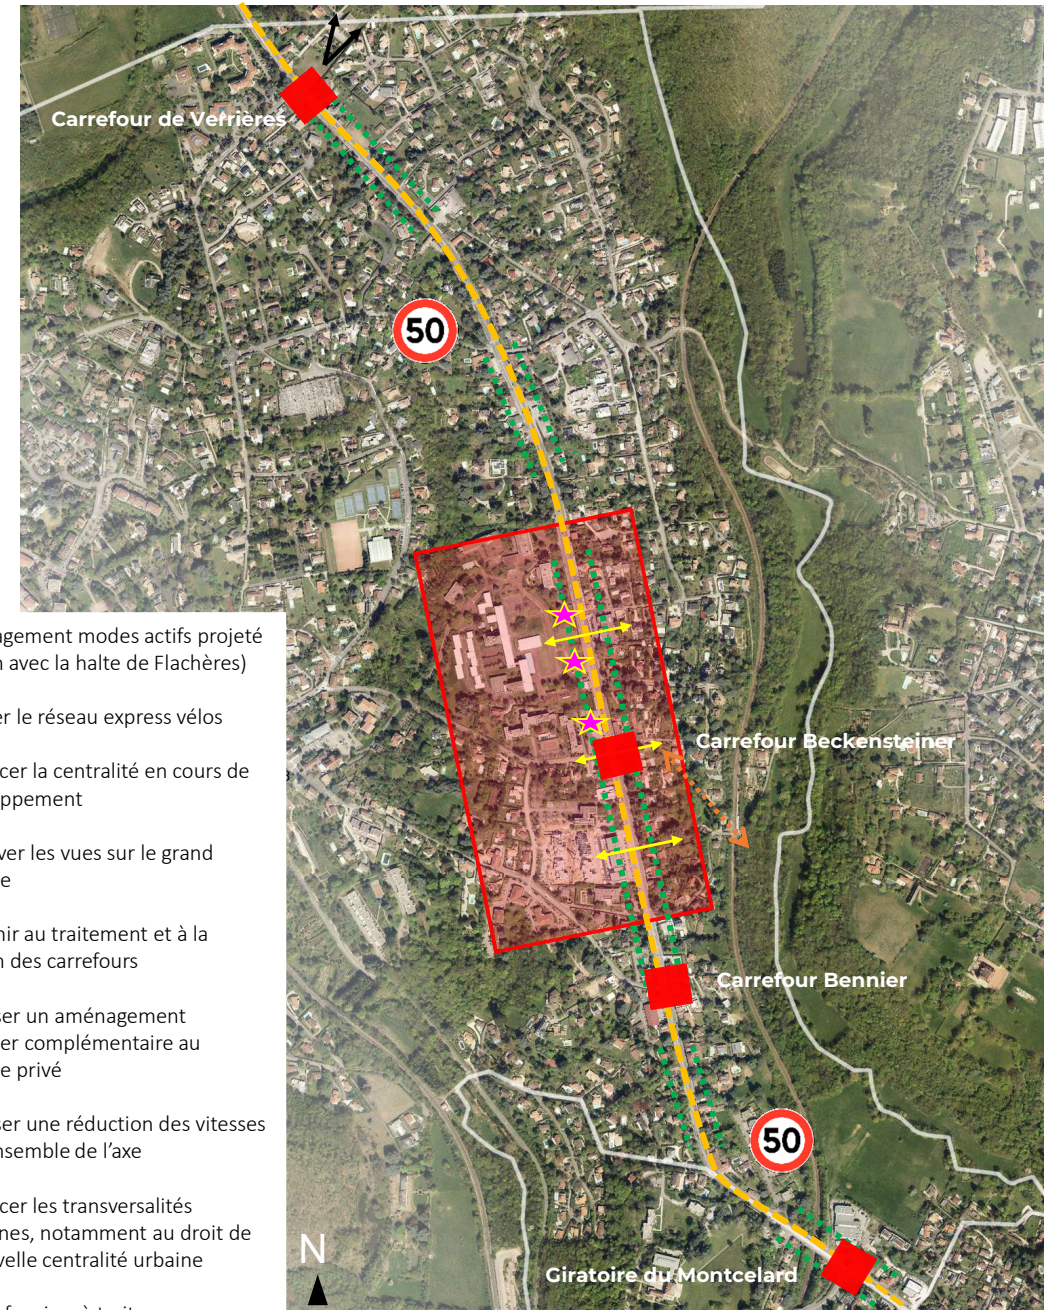 Carrefour de Verrières
50
agement modes actifs projeté
n avec la halte de Flachères)
er le réseau express vélos
Carrefour Beckensteiner
cer la centralité en cours de
ppement
ver les vues sur le grand
e
nir au traitement et à la
n des carrefours
Carrefour Bennier
ser un aménagement
er complémentaire au
e privé
ser une réduction des vitesses
nsemble de l'axe
50
cer les transversalités
nes, notamment au droit de
velle centralité urbaine
N
Giratoire du Montcelard